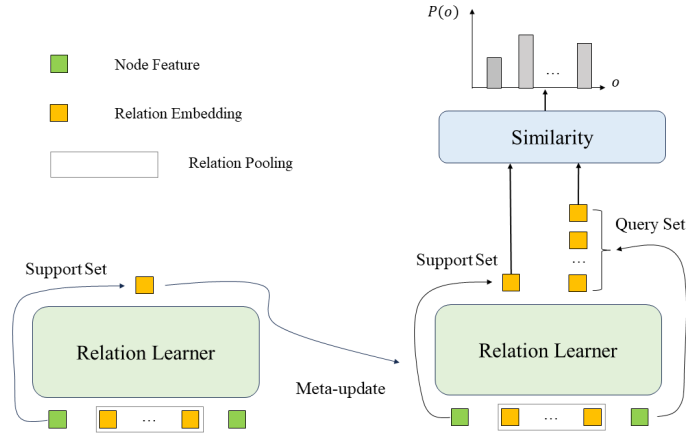 P(o)
Node Feature
Relation Embedding
Relation Pooling
...
o
Similarity
Query Set
Support Set
...
Support Set
Relation Learner
Relation Learner
Meta-update
...
...